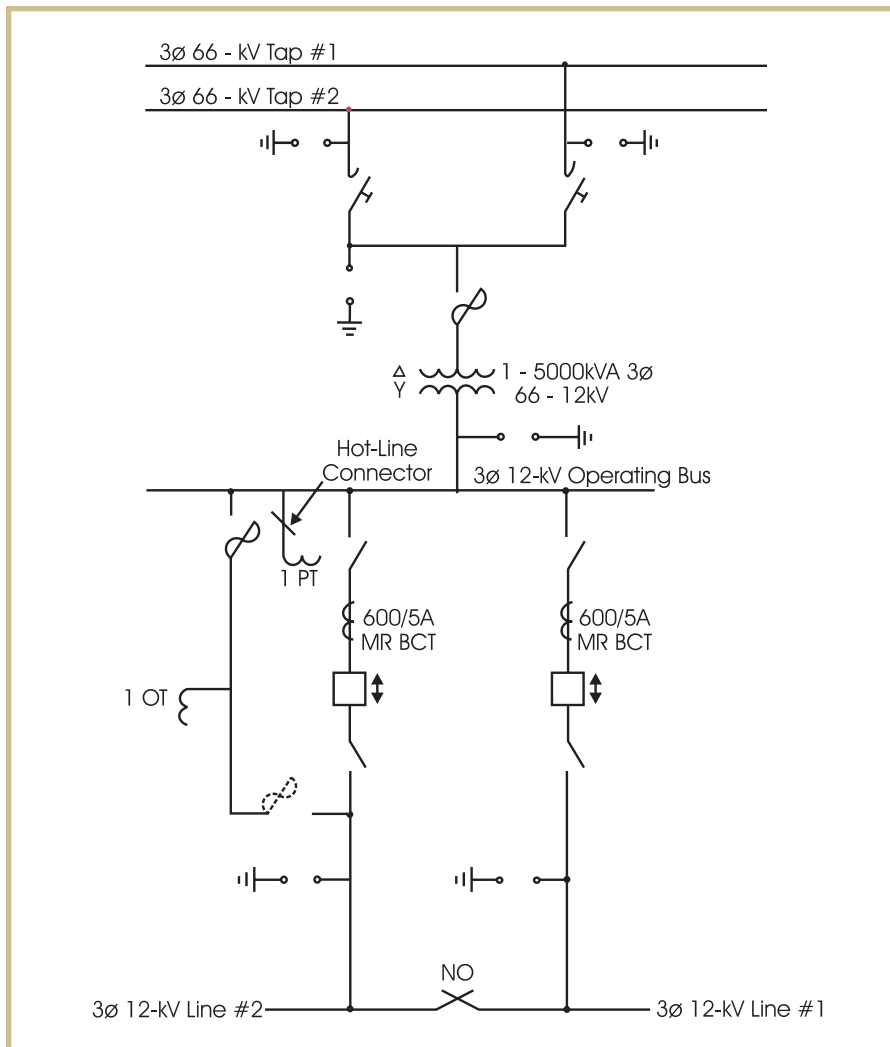 3ø 66 - kV Tap #1
3ø 66 - kV Tap #2
Δ
Y
1 - 5000kVA 3ø
66 - 12kV
Hot-Line
Connector
3ø 12-kV Operating Bus
1 PT
600/5A
MR BCT
600/5A
MR BCT
1 OT
NO
3ø 12-kV Line #2
3ø 12-kV Line #1